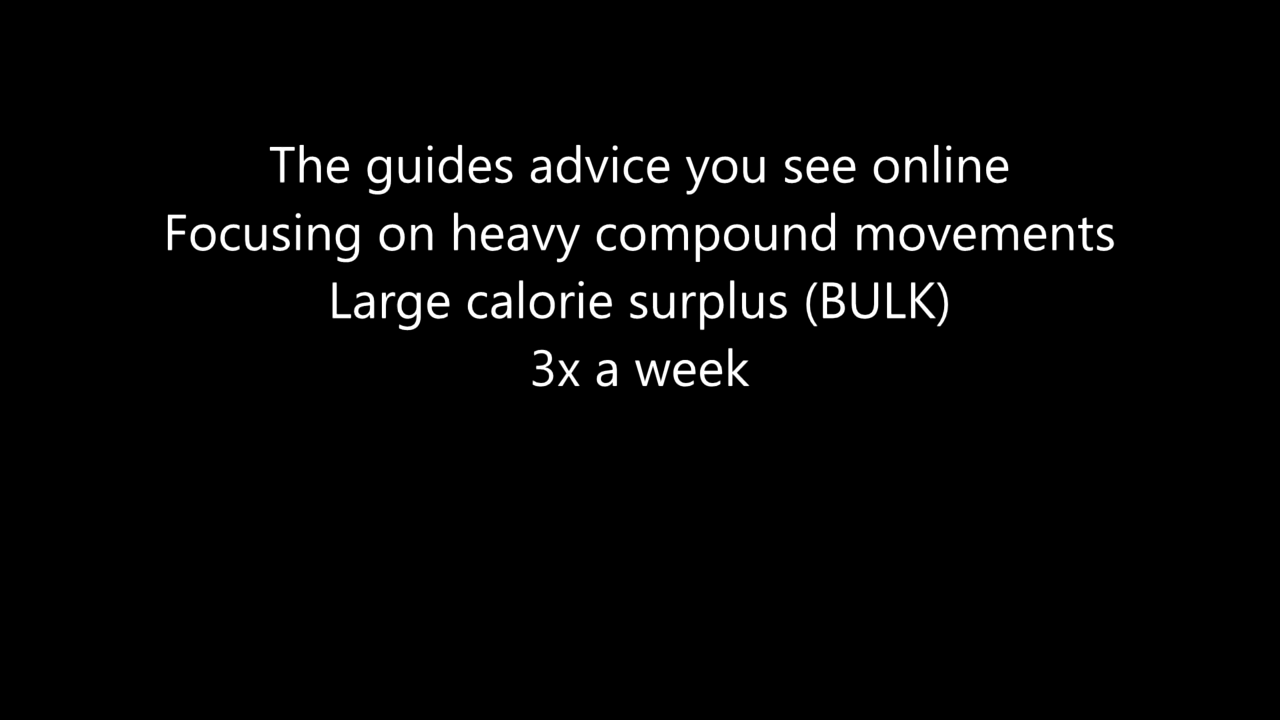 The guides advice you see online
Focusing on heavy compound movements
Large calorie surplus (BULK)
3x a week